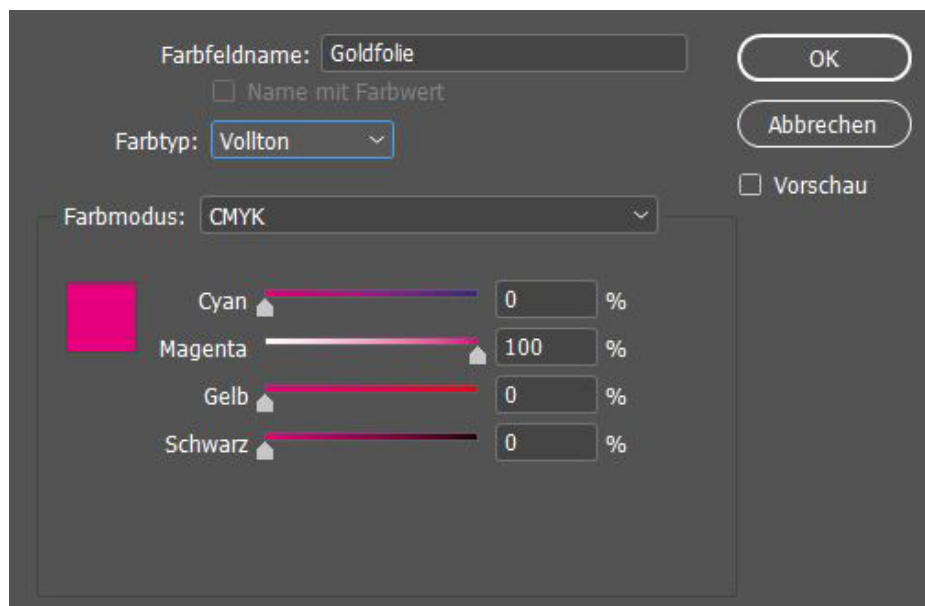 Farbfeldname: Goldfolie
OK
Name mit Farbwert
Abbrechen
Farbtyp: Vollton
Vorschau
Farbmodus: CMYK
Cyan 0 %
Magenta 100 %
Gelb 0 %
Schwarz 0 %